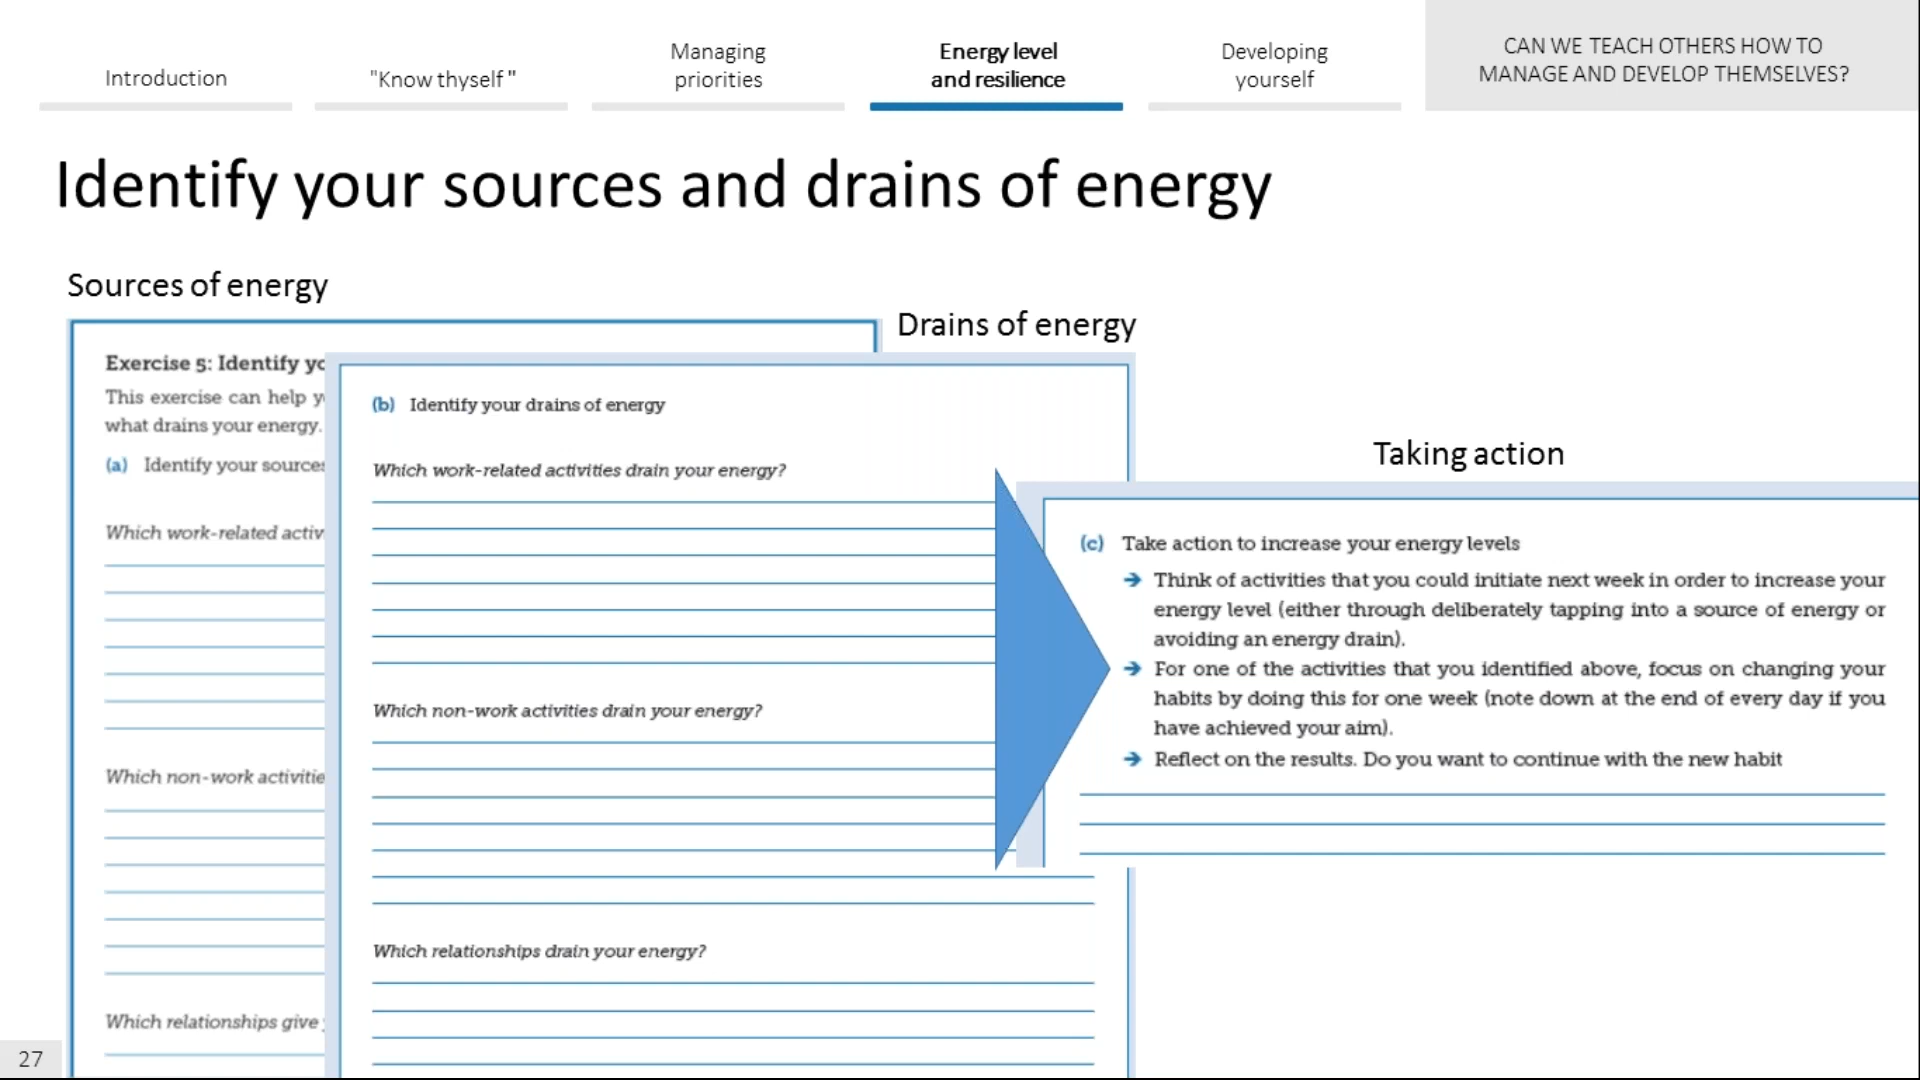 Introduction
"Know thyself"
Managing
priorities
Energy level
and resilience
Developing
yourself
CAN WE TEACH OTHERS HOW TO
MANAGE AND DEVELOP THEMSELVES?
Identify your sources and drains of energy
Sources of energy
Exercise 5: Identify
This exercise can help
what drains your energy.
(a) Identify your sources
Which work-related
Which non-work
Which relationships give
Drains of energy
(b) Identify your drains of energy
Which work-related activities drain your energy?
Which non-work activities drain your energy?
Which relationships drain your energy?
Taking action
(c) Take action to increase your energy levels
→ Think of activities that you could initiate next week in order to increase your
energy level (either through deliberately tapping into a source of energy or
avoiding an energy drain).
→ For one of the activities that you identified above, focus on changing your
habits by doing this for one week (note down at the end of every day if you
have achieved your aim).
→ Reflect on the results. Do you want to continue with the new habit
27